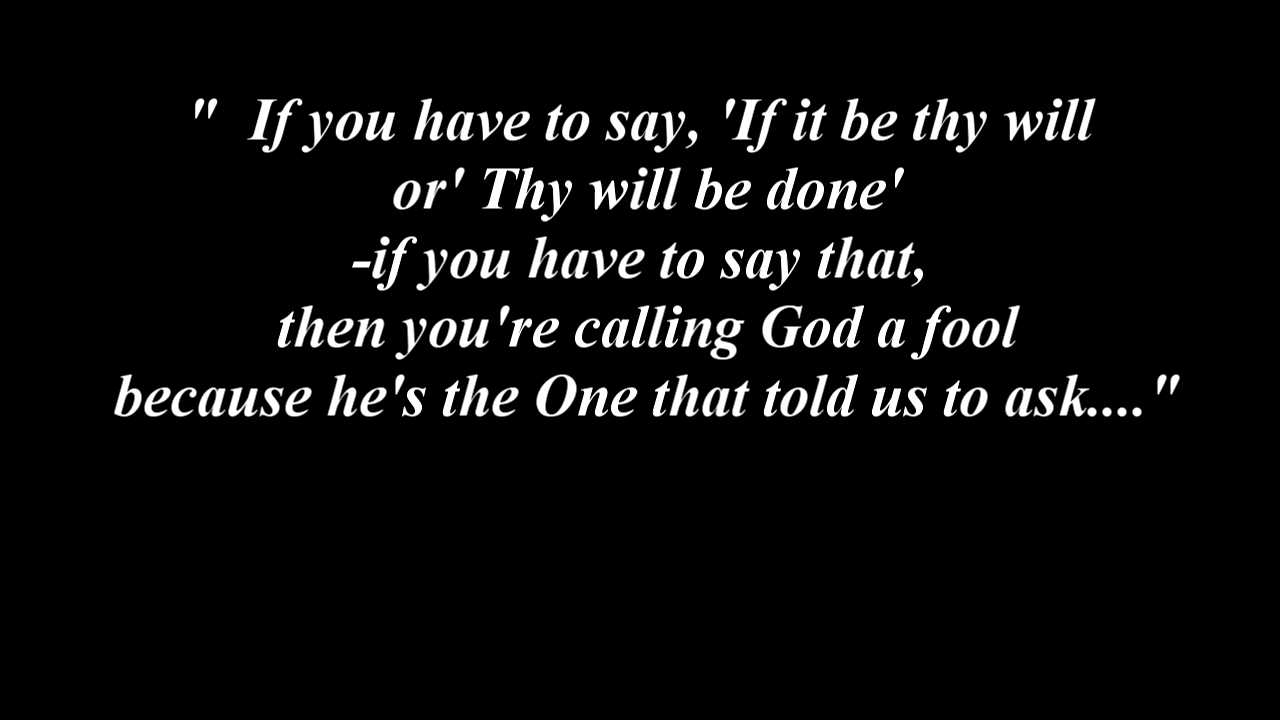 "  If you have to say, 'If it be thy will
or' Thy will be done'
-if you have to say that,
then you're calling God a fool
because he's the One that told us to ask...."